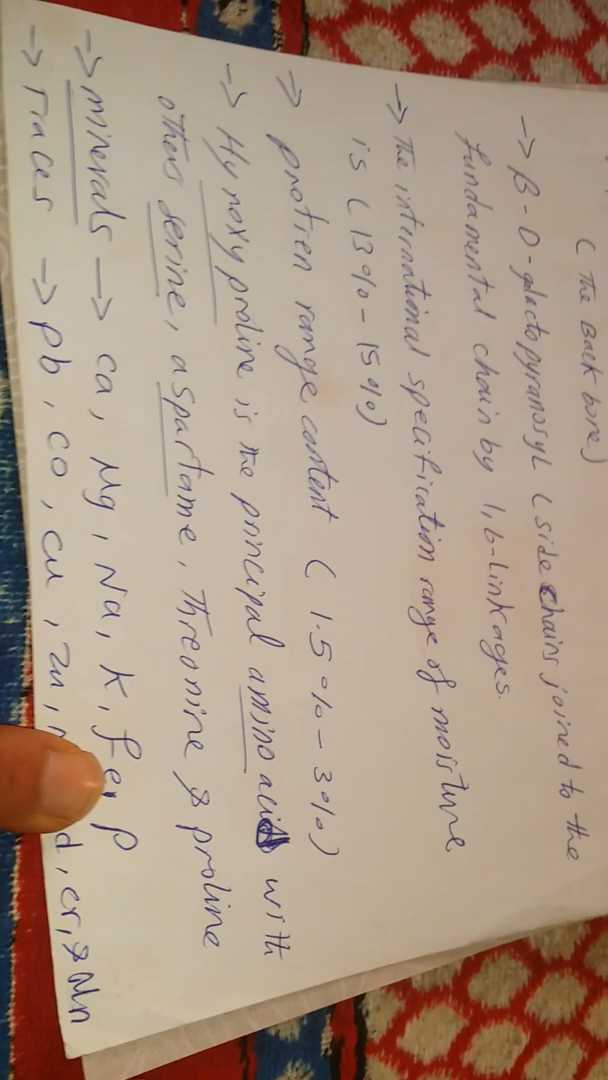 ( The Back bone)
-> β-D-galactopyranosyl (side chains joined to the
fundamental chain by 1,6-linkages.
-> The international specification range of moisture
is (13%-15%)
-> protien range content (1.5%-3%)
-> Hyroxyproline is the principal amino acid with
others serine, aspartame, threonine & proline
-> minerals -> ca, Mg, Na, K, fe, p
-> Traces -> pb, co, cu, zn, d, cr, & Mn